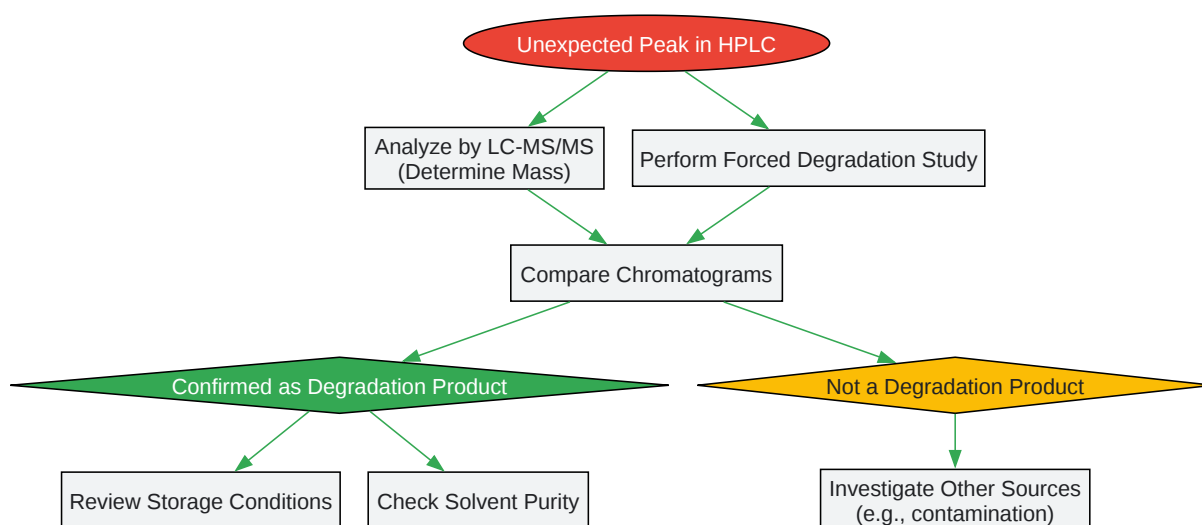 Unexpected Peak in HPLC
Analyze by LC-MS/MS
(Determine Mass)
Perform Forced Degradation Study
Compare Chromatograms
Confirmed as Degradation Product
Not a Degradation Product
Review Storage Conditions
Check Solvent Purity
Investigate Other Sources
(e.g., contamination)